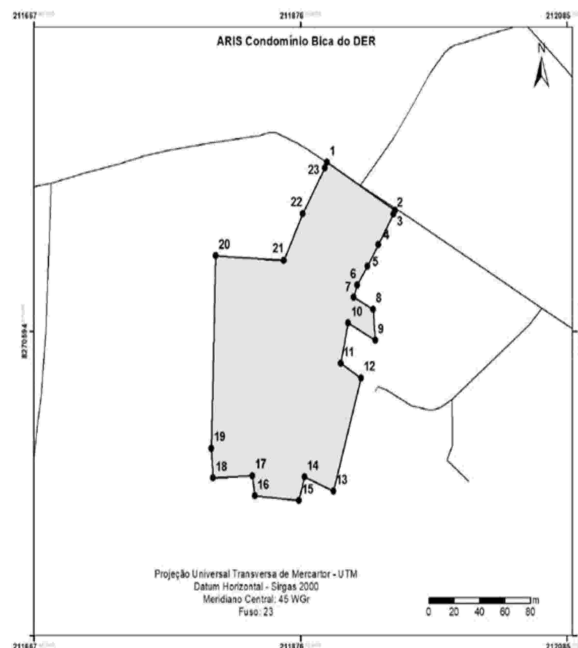 211667 211876 212085
ARIS Condomínio Bica do DER
N
1
23
2
3
22
4
20
21
5
6
7
8
10
9
11
12
19
17
14
18
16
15
13
8270594 8270594
Projeção Universal Transversa de Mercartor - UTM
Datum Horizontal - Sirgas 2000
Meridiano Central: 45 WGr
Fuso: 23
0 20 40 60 80 m
211667 211876 212085